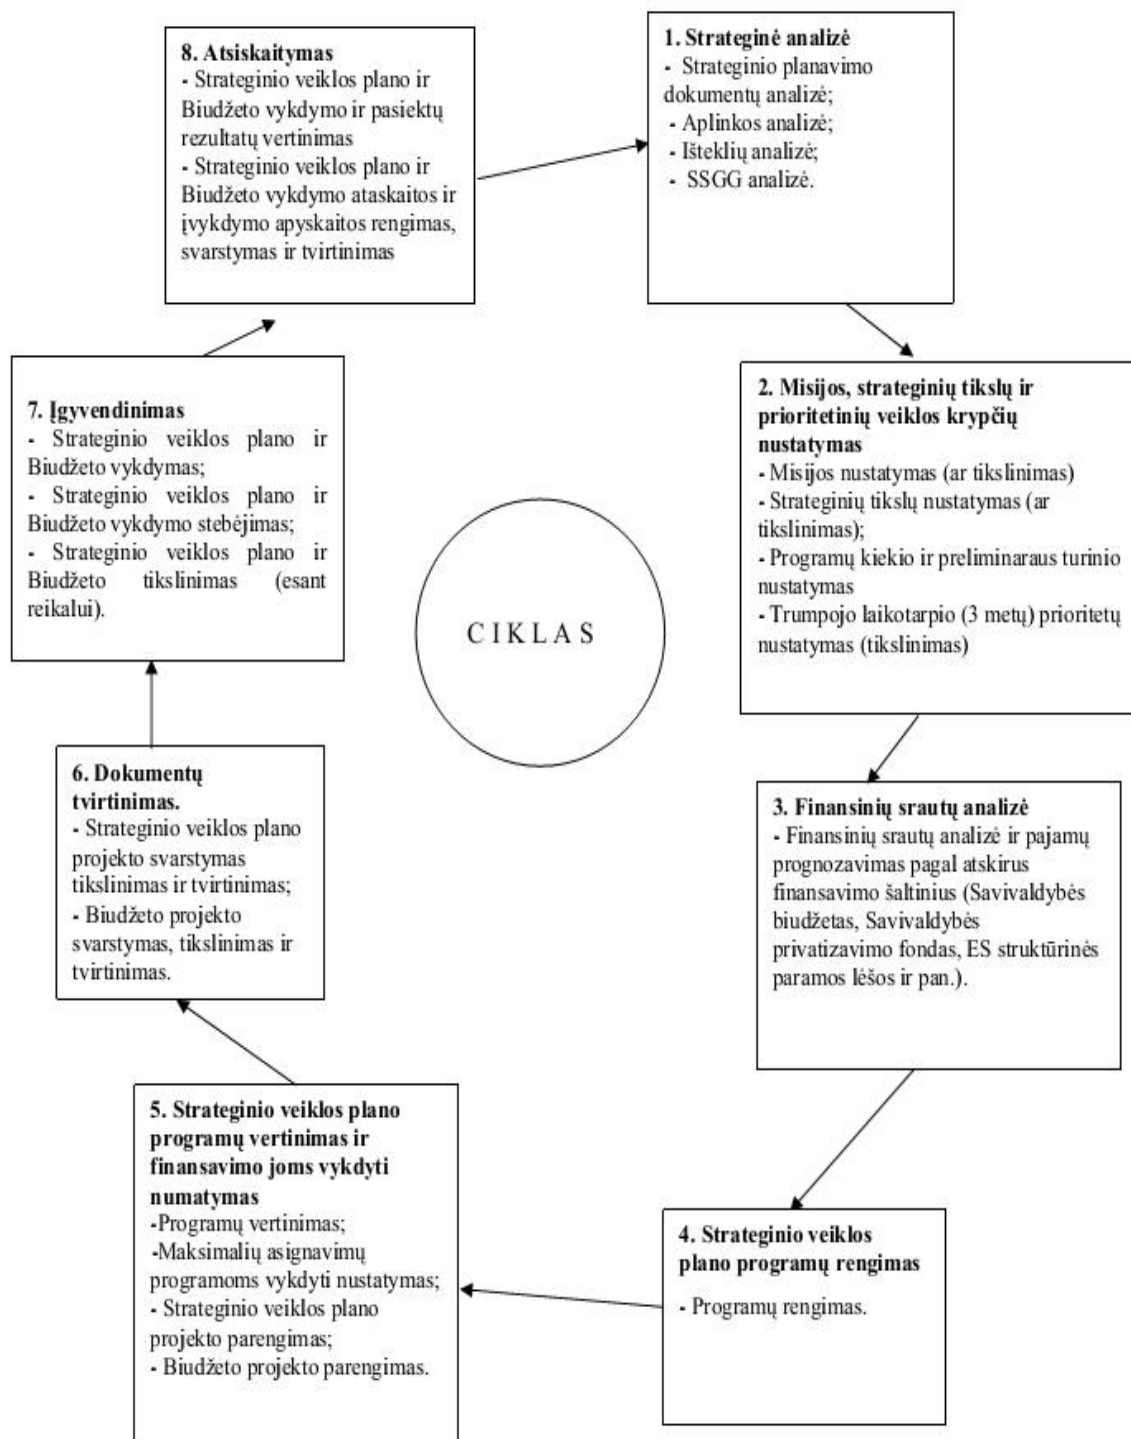 1. Strateginė analizė
- Strateginio planavimo
dokumentų analizė;
- Aplinkos analizė;
- Išteklių analizė;
- SSGG analizė.
2. Misijos, strateginių tikslų ir
prioritetinių veiklos krypčių
nustatymas
- Misijos nustatymas (ar tikslinimas)
- Strateginių tikslų nustatymas (ar
tikslinimas);
- Programų kiekio ir preliminaraus turinio
nustatymas
- Trumpojo laikotarpio (3 metų) prioritetų
nustatymas (tikslinimas)
3. Finansinių srautų analizė
- Finansinių srautų analizė ir pajamų
prognozavimas pagal atskirus
finansavimo šaltinius (Savivaldybės
biudžetas, Savivaldybės
privatizavimo fondas, ES struktūrinės
paramos lėšos ir pan.).
4. Strateginio veiklos
plano programų rengimas
- Programų rengimas.
5. Strateginio veiklos plano
programų vertinimas ir
finansavimo joms vykdyti
numatymas
-Programų vertinimas;
-Maksimalių asignavimų
programoms vykdyti nustatymas;
- Strateginio veiklos plano
projekto parengimas;
- Biudžeto projekto parengimas.
6. Dokumentų
tvirtinimas.
- Strateginio veiklos plano
projekto svarstymas
tikslinimas ir tvirtinimas;
- Biudžeto projekto
svarstymas, tikslinimas ir
tvirtinimas.
7. Įgyvendinimas
- Strateginio veiklos plano ir
Biudžeto vykdymas;
- Strateginio veiklos plano ir
Biudžeto vykdymo stebėjimas;
- Strateginio veiklos plano ir
Biudžeto tikslinimas (esant
reikalui).
8. Atsiskaitymas
- Strateginio veiklos plano ir
Biudžeto vykdymo ir pasiektų
rezultatų vertinimas
- Strateginio veiklos plano ir
Biudžeto vykdymo ataskaitos ir
įvykdymo apyskaitos rengimas,
svarstymas ir tvirtinimas
CIKLAS